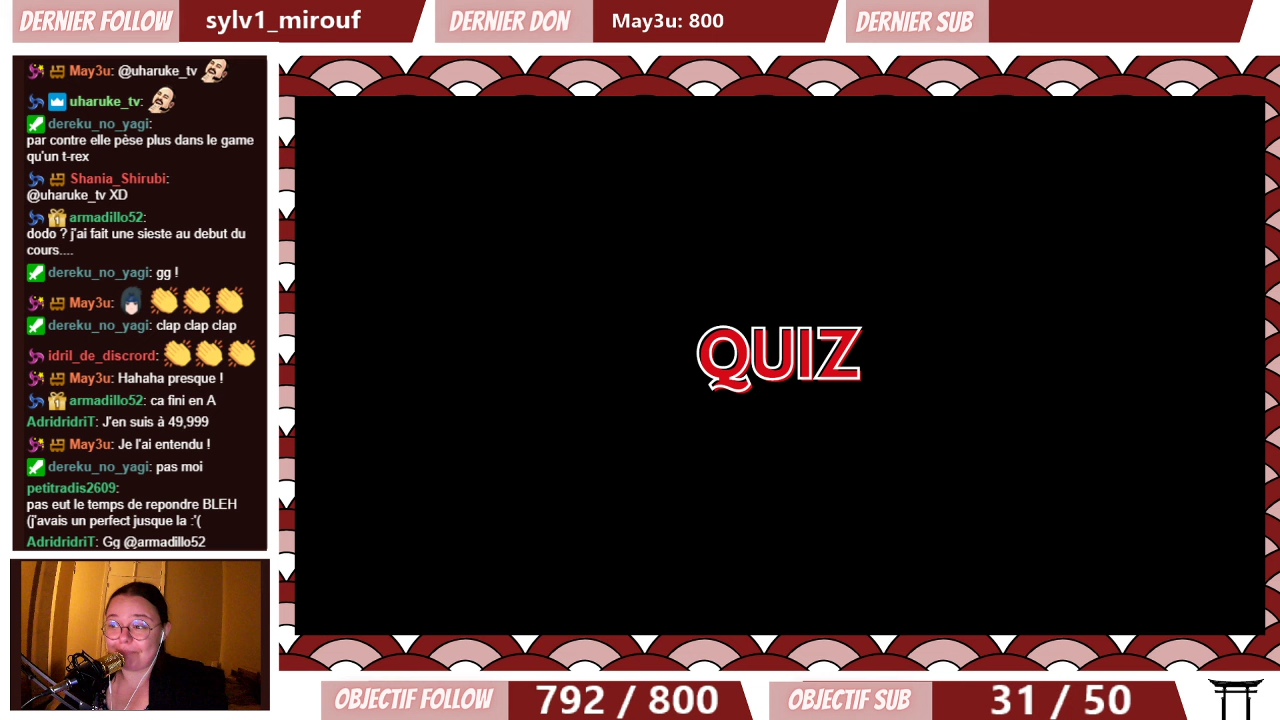 DERNIER FOLLOW
sylv1_mirouf
DERNIER DON
May3u: 800
DERNIER SUB
May3u: @uharuke_tv
uharuke_tv:
dereku_no_yagi:
par contre elle pèse plus dans le game
qu'un t-rex
Shania_Shirubi:
@uharuke_tv XD
armadillo52:
dodo ? j'ai fait une sieste au debut du
cours....
dereku_no_yagi: gg !
May3u:
dereku_no_yagi: clap clap clap
idril_de_discrord:
May3u: Hahaha presque !
armadillo52: ca fini en A
AdridridriT: J'en suis à 49,999
May3u: Je l'ai entendu !
dereku_no_yagi: pas moi
petitradis2609:
pas eut le temps de repondre BLEH
(j'avais un perfect jusque la :'(
AdridridriT: Gg @armadillo52
QUIZ
OBJECTIF FOLLOW
792 / 800
OBJECTIF SUB
31 / 50